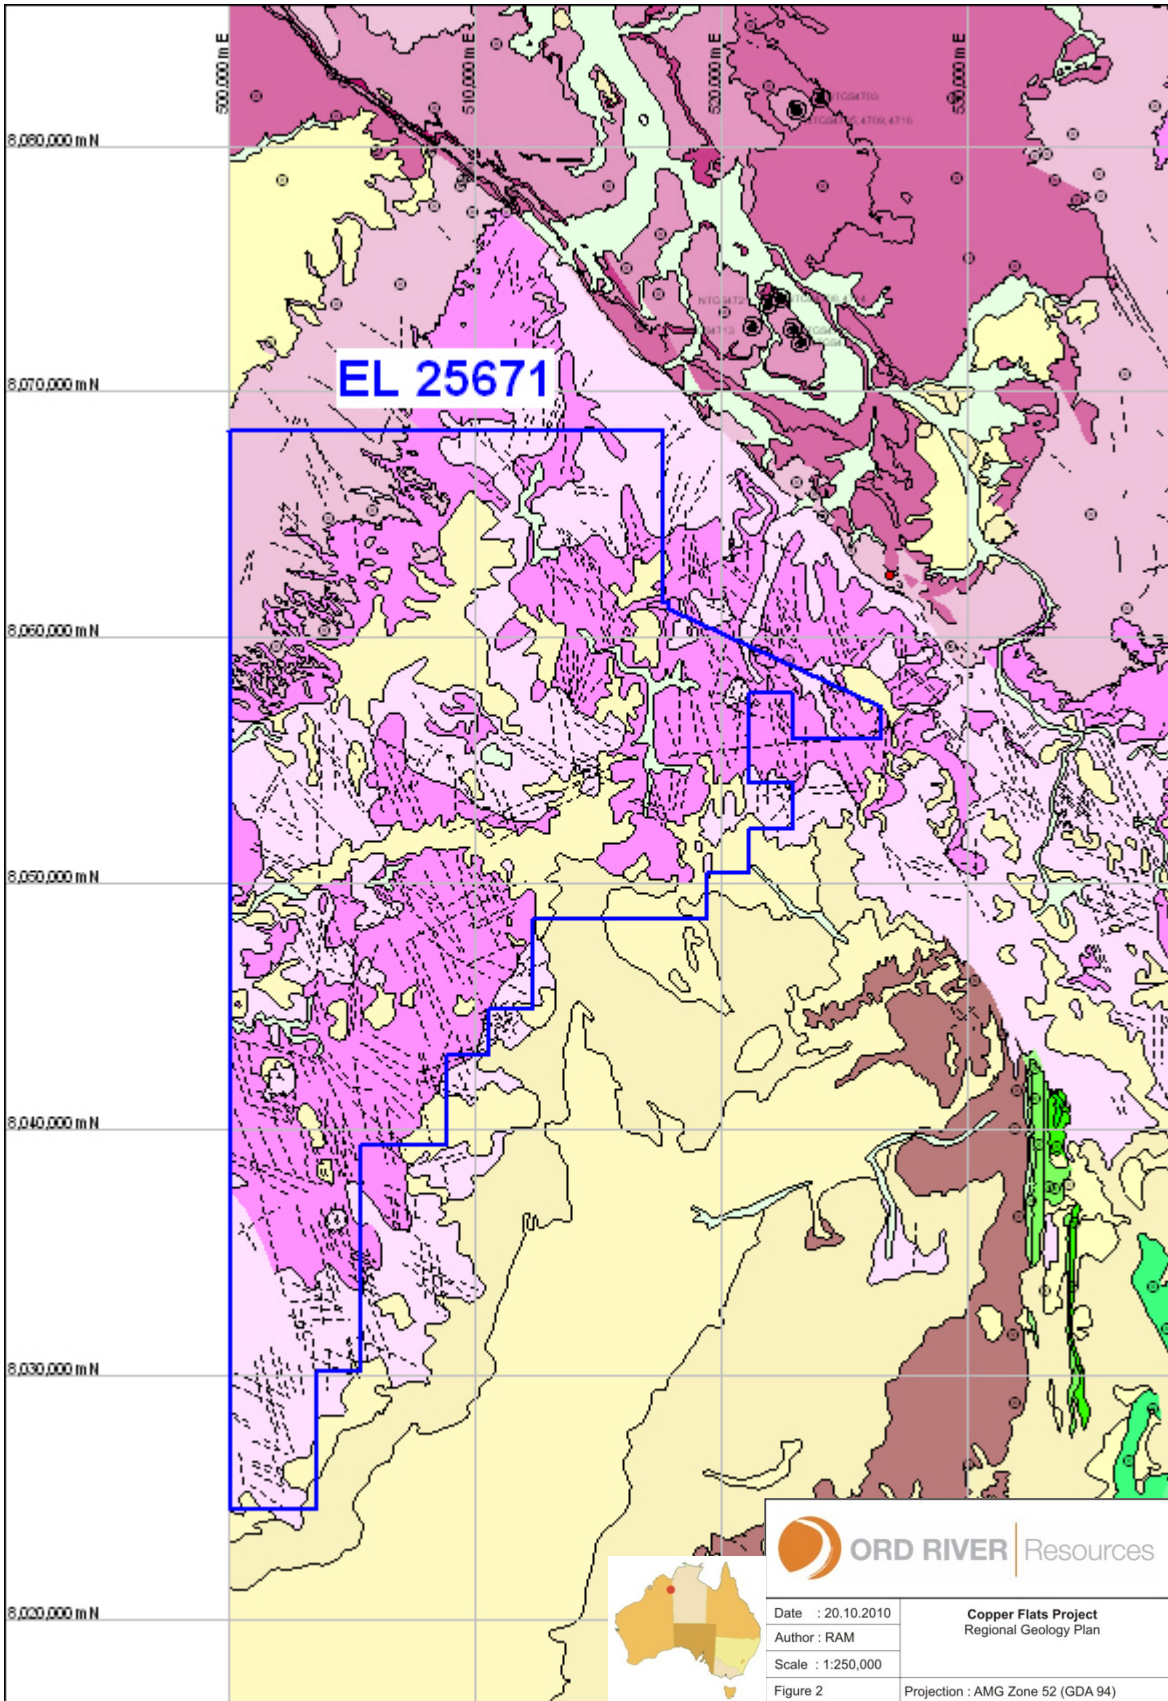 500,000 m E
510,000 m E
520,000 m E
530,000 m E
8,080,000 m N
8,070,000 m N
8,060,000 m N
8,050,000 m N
8,040,000 m N
8,030,000 m N
8,020,000 m N
EL 25671
ORD RIVER Resources
Date : 20.10.2010
Author : RAM
Scale : 1:250,000
Figure 2
Copper Flats Project
Regional Geology Plan
Projection : AMG Zone 52 (GDA 94)